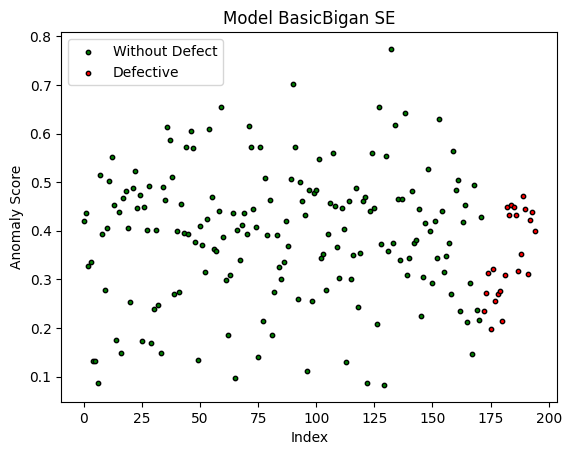 Model BasicBigan SE
Without Defect
Defective
Anomaly Score
0.8
0.7
0.6
0.5
0.4
0.3
0.2
0.1
0 25 50 75 100 125 150 175 200
Index